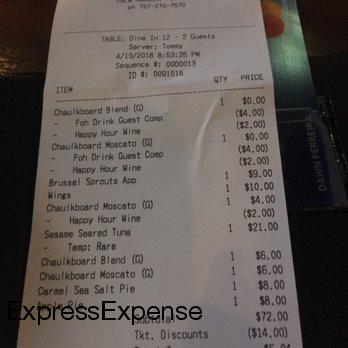 PALM HARBOR,
ph 727-270-7570
TABLE: Dine In 12 - 2 Guests
Server: Tommy
4/19/2018 8:53:25 PM
Sequence #: 0000013
ID #: 0091516
ITEM QTY PRICE
Chaulkboard Blend (G) 1 $0.00
- Foh Drink Guest Comp ($4.00)
- Happy Hour Wine ($2.00)
Chaulkboard Moscato (G) 1 $0.00
- Foh Drink Guest Comp ($4.00)
- Happy Hour Wine ($2.00)
Brussel Sprouts App 1 $9.00
Wings 1 $10.00
Chaulkboard Moscato (G) 1 $4.00
- Happy Hour Wine ($2.00)
Sesame Seared Tuna 1 $21.00
- Temp: Rare
Chaulkboard Blend (G) 1 $6.00
Chaulkboard Moscato (G) 1 $6.00
Carmel Sea Salt Pie 1 $8.00
Apple Pie 1 $8.00
Subtotal $72.00
Tkt. Discounts ($14.00)
DAWN FERREIRA
ExpressExpense